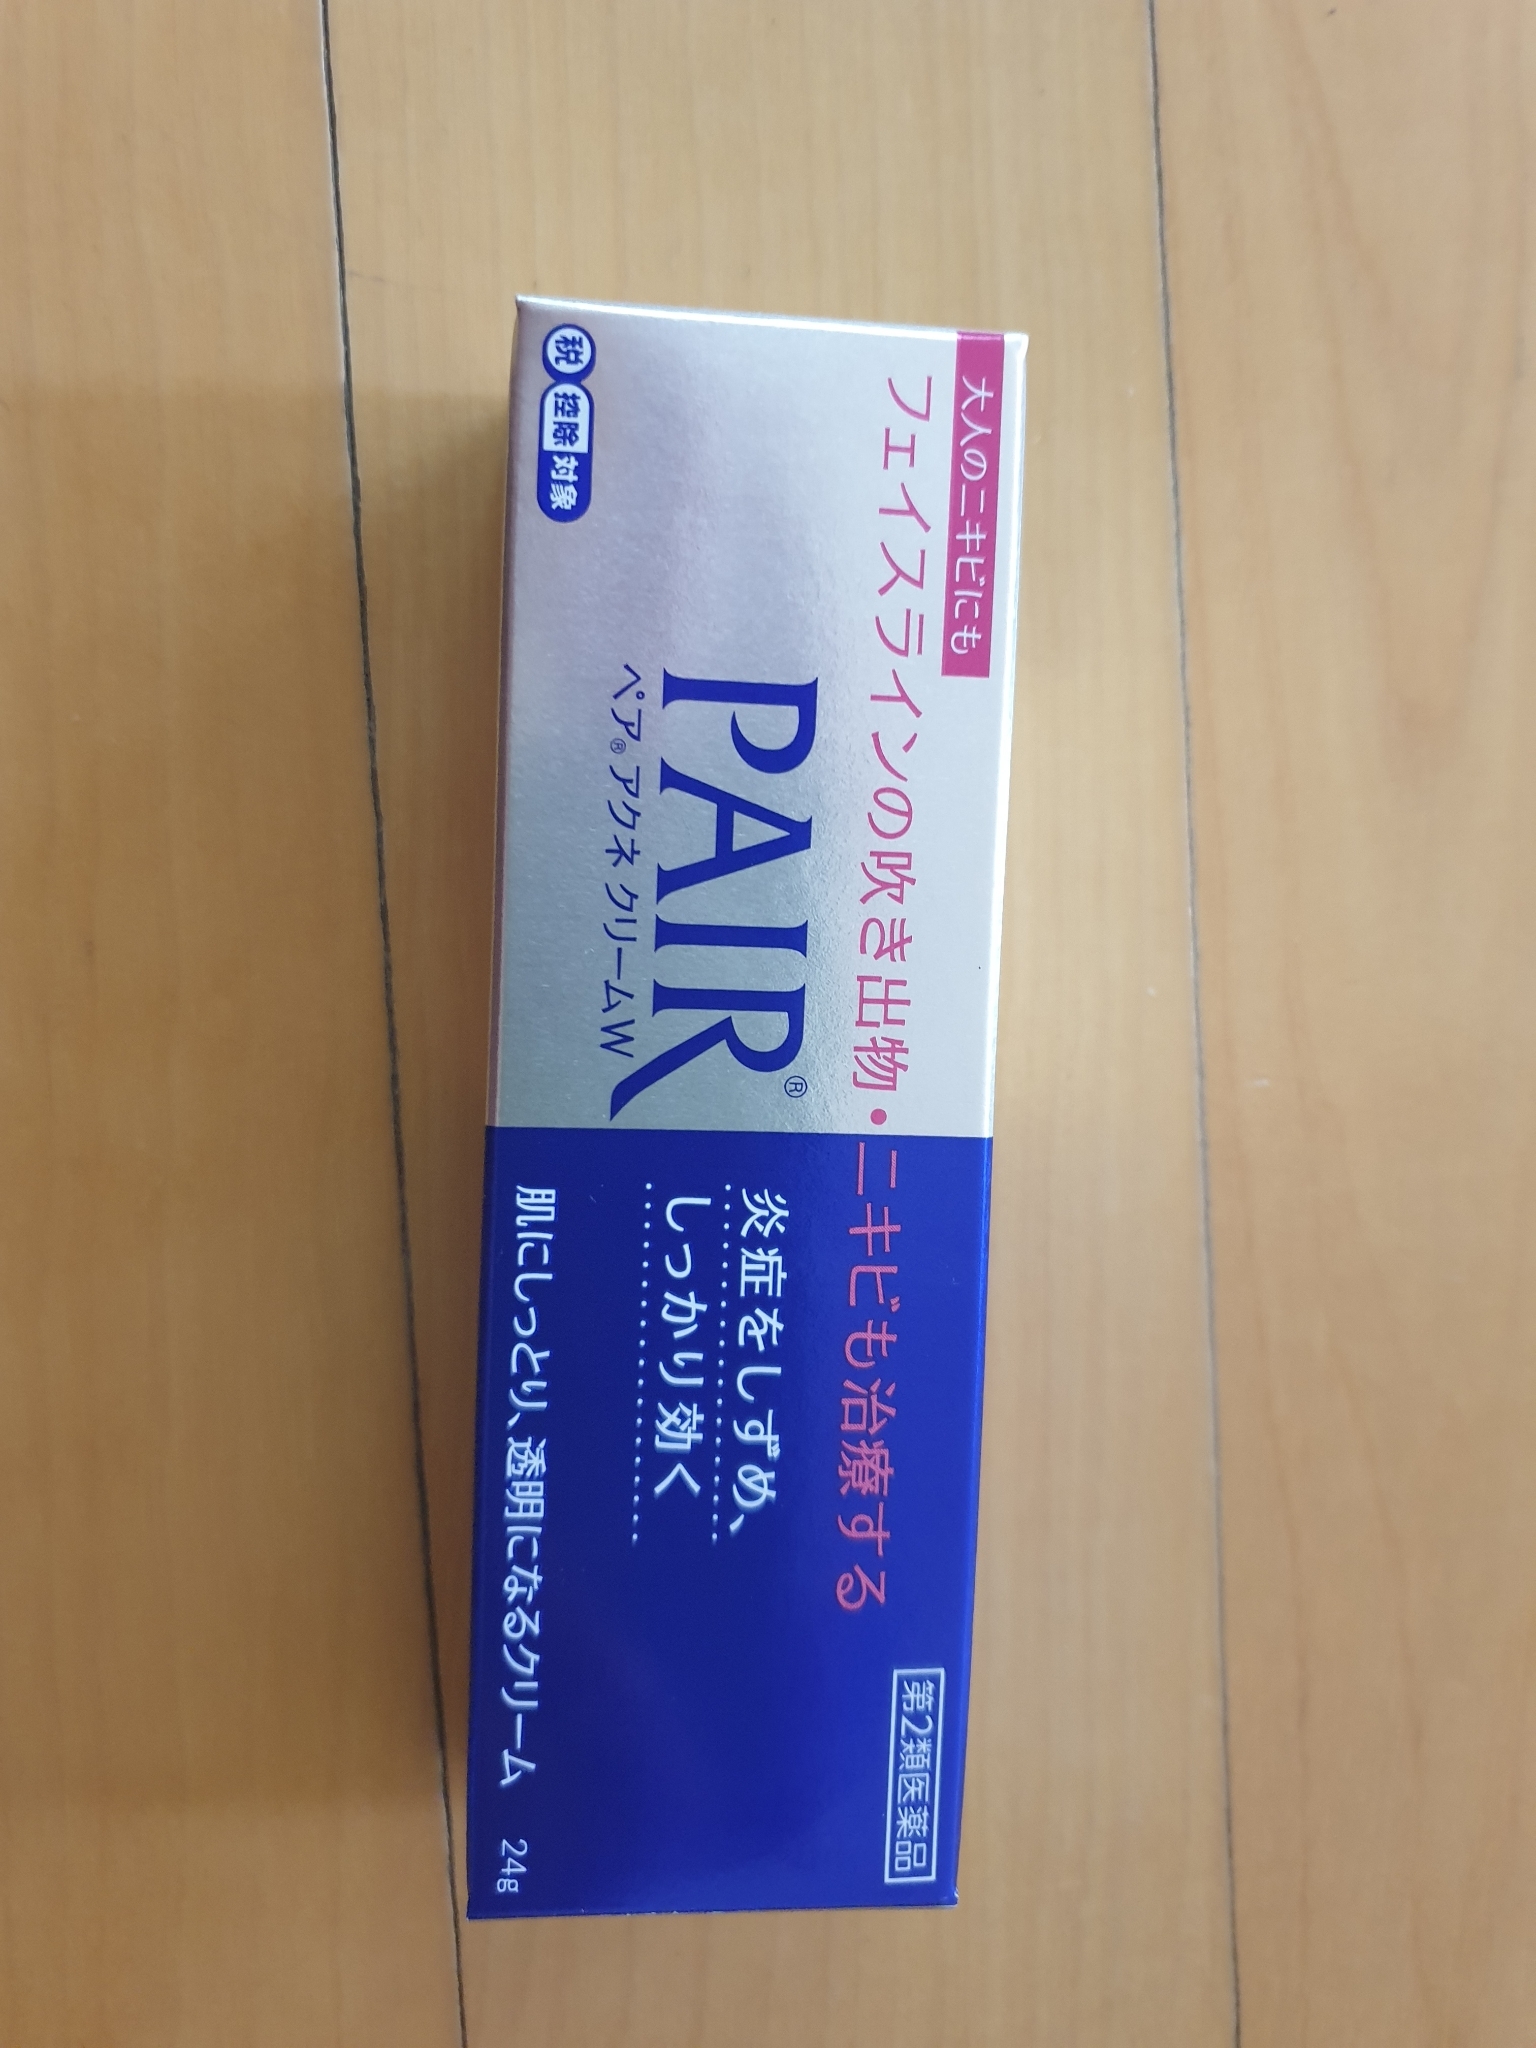 大人のニキビにも
フェイスラインの吹き出物・ニキビも治療する
第2類医薬品
PAIR®
ペア®アクネクリームW
炎症をしずめ、
しっかり効く
税 控除対象
肌にしっとり、透明になるクリーム 24g